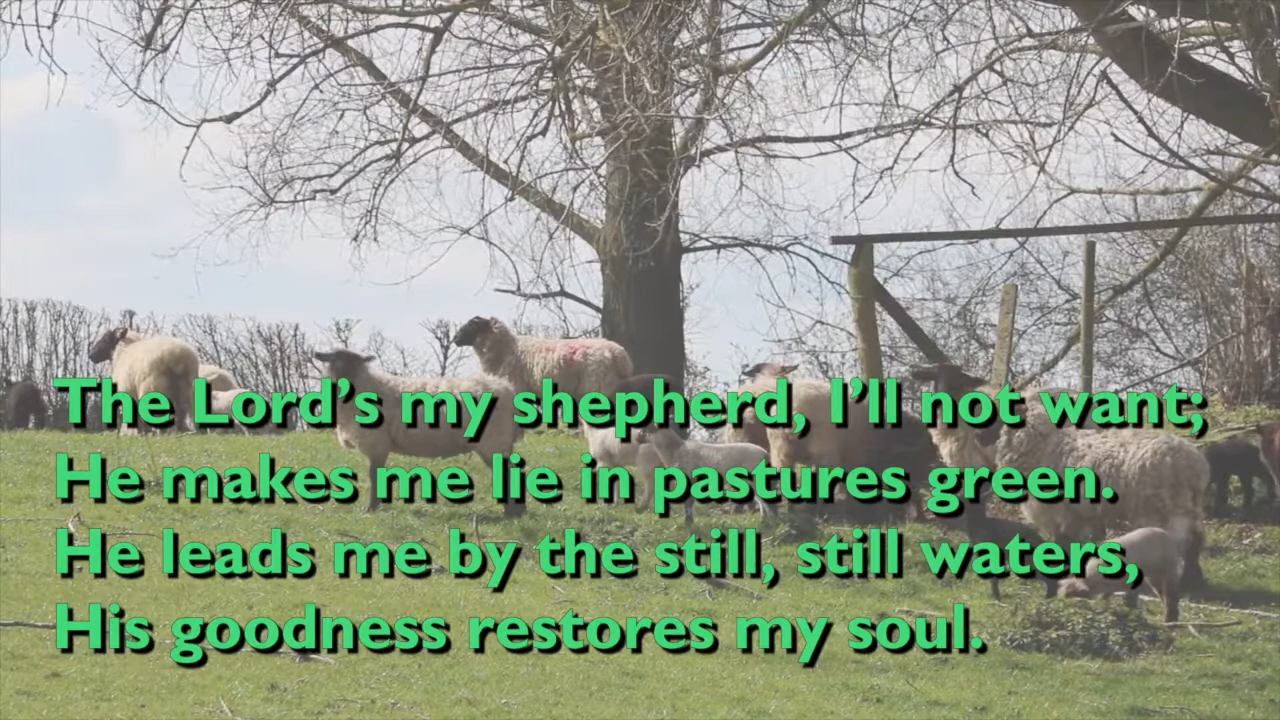 The Lord’s my shepherd, I’ll not want;
He makes me lie in pastures green.
He leads me by the still, still waters,
His goodness restores my soul.